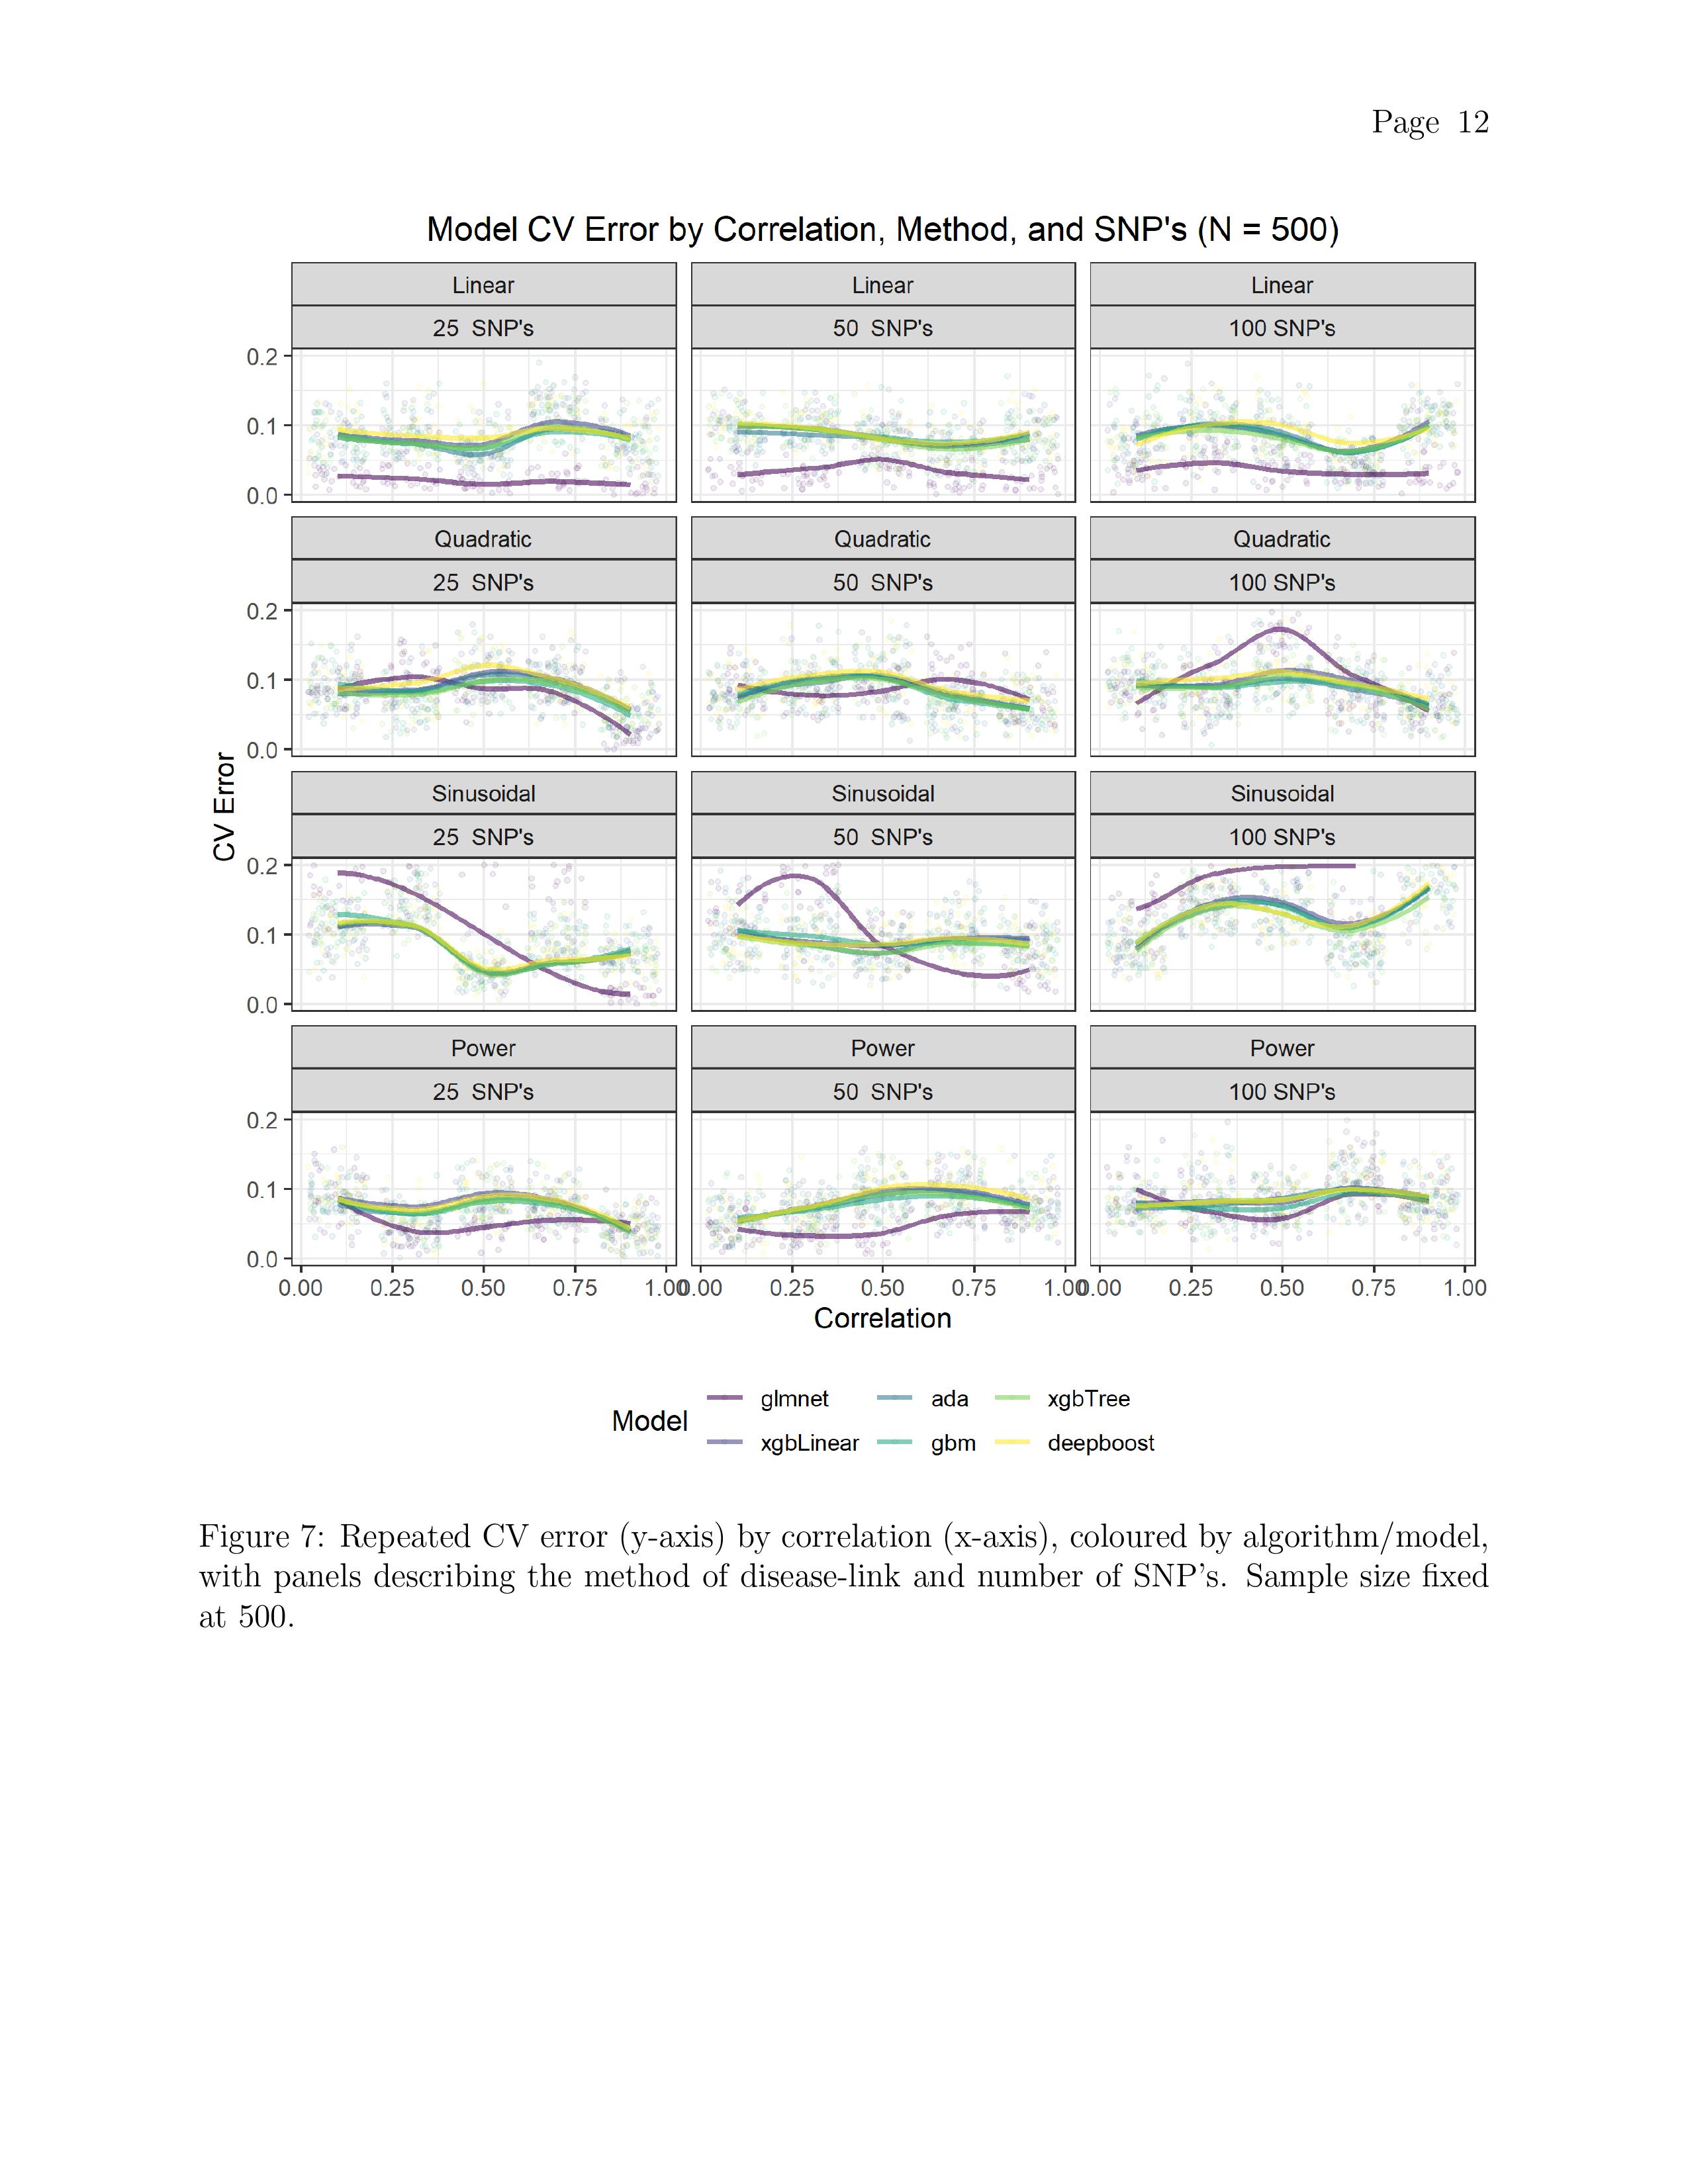 Page 12
Model CV Error by Correlation, Method, and SNP's (N = 500)
Linear Linear Linear
25 SNP's 50 SNP's 100 SNP's
0.2
0.1
0.0
Quadratic Quadratic Quadratic
25 SNP's 50 SNP's 100 SNP's
0.2
0.1
0.0
CV Error
Sinusoidal Sinusoidal Sinusoidal
25 SNP's 50 SNP's 100 SNP's
0.2
0.1
0.0
Power Power Power
25 SNP's 50 SNP's 100 SNP's
0.2
0.1
0.0
0.00 0.25 0.50 0.75 1.00 0.00 0.25 0.50 0.75 1.00 0.00 0.25 0.50 0.75 1.00
Correlation
Model
glmnet ada xgbTree
xgbLinear gbm deepboost
Figure 7: Repeated CV error (y-axis) by correlation (x-axis), coloured by algorithm/model,
with panels describing the method of disease-link and number of SNP's. Sample size fixed
at 500.